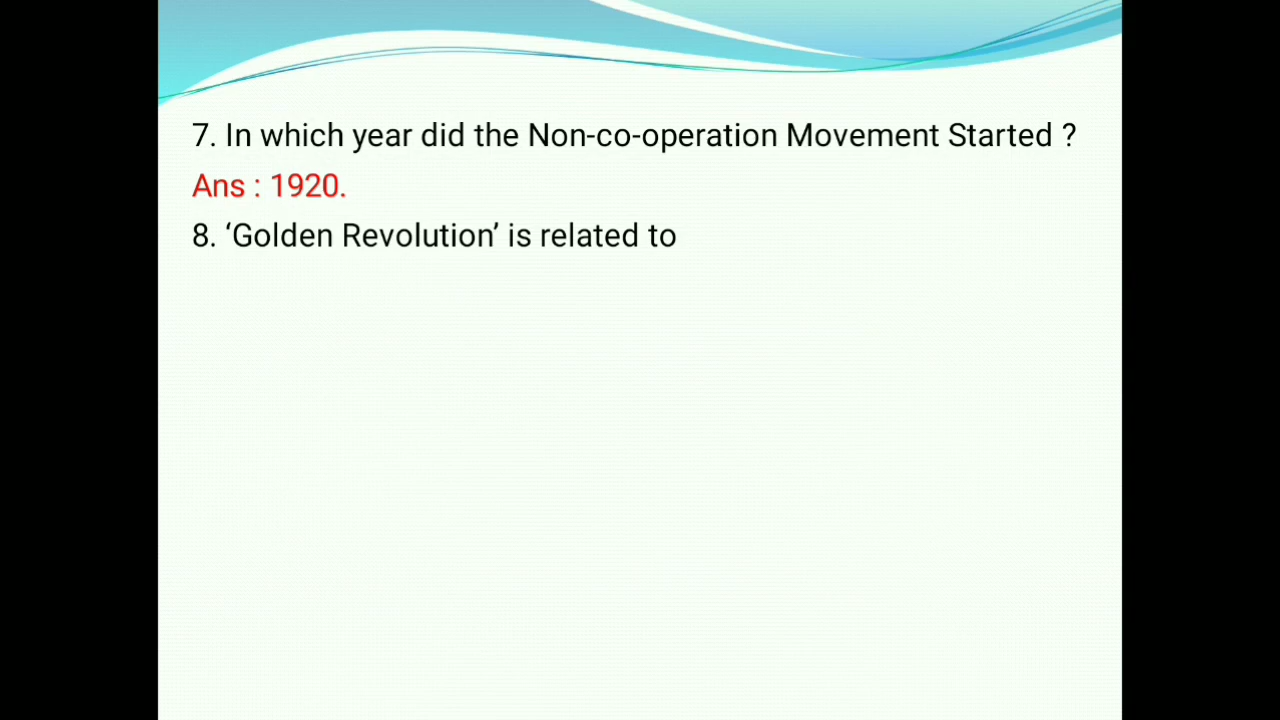 7. In which year did the Non-co-operation Movement Started ?
Ans : 1920.
8. ‘Golden Revolution’ is related to